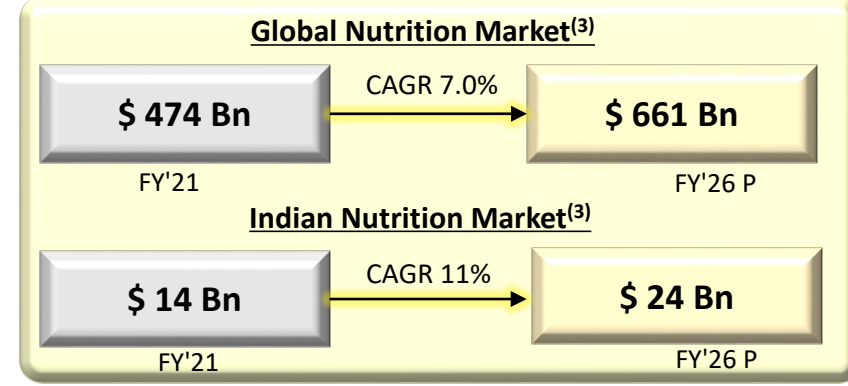 Global Nutrition Market(3)
$ 474 Bn CAGR 7.0% $ 661 Bn
FY'21 FY'26 P
Indian Nutrition Market(3)
$ 14 Bn CAGR 11% $ 24 Bn
FY'21 FY'26 P